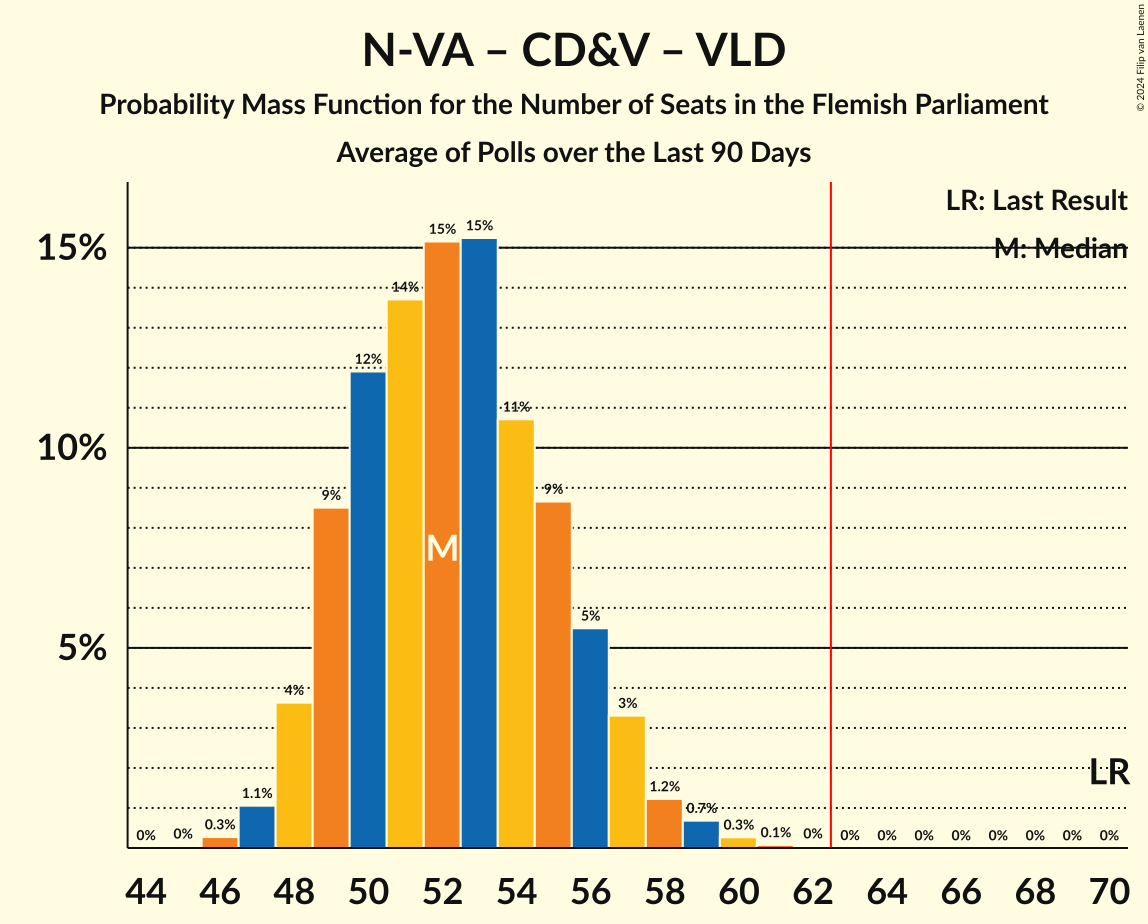 N-VA – CD&V – VLD
Probability Mass Function for the Number of Seats in the Flemish Parliament
Average of Polls over the Last 90 Days
© 2024 Filip van Laenen
LR: Last Result
M: Median
15%
10%
5%
0% 0% 0.3% 1.1% 4% 9% 12% 14% 15% 15% 11% 9% 5% 3% 1.2% 0.7% 0.3% 0.1% 0% 0% 0% 0% 0% 0% 0% 0% 0%
M
LR
44 46 48 50 52 54 56 58 60 62 64 66 68 70